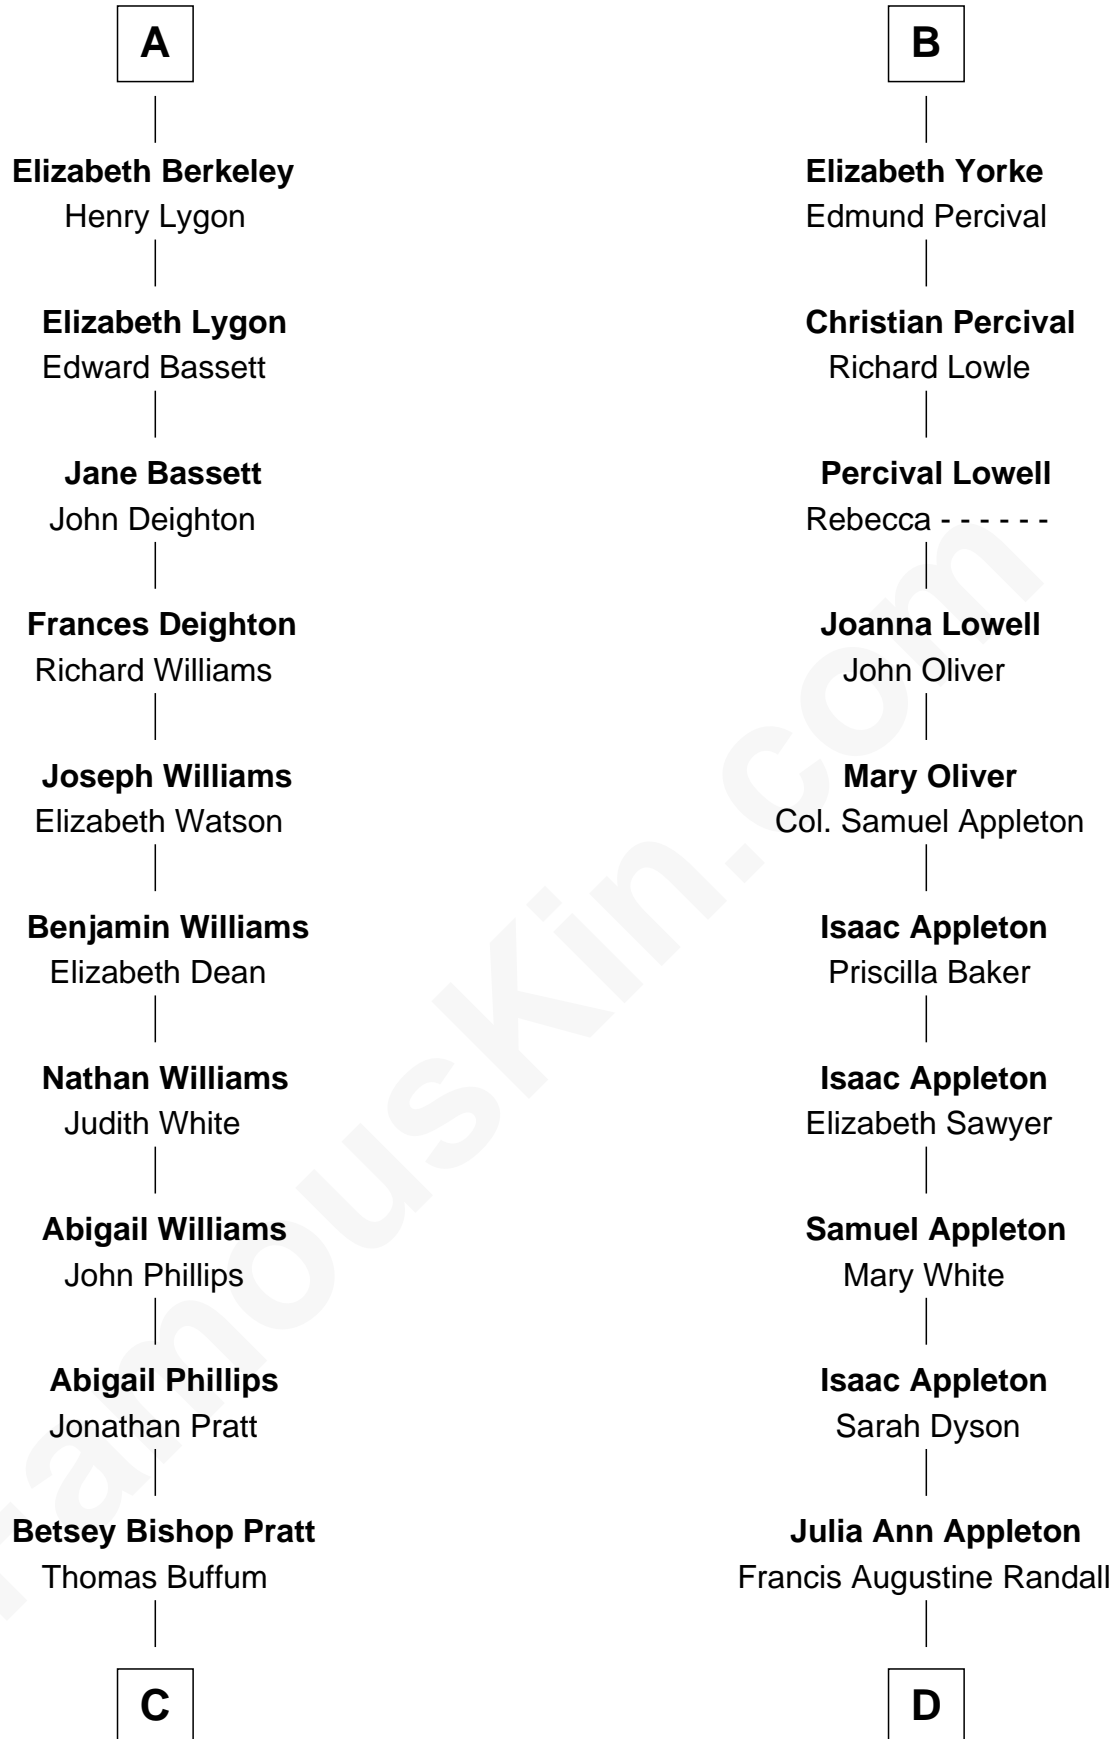 A
Elizabeth Berkeley
Henry Lygon
Elizabeth Lygon
Edward Bassett
Jane Bassett
John Deighton
Frances Deighton
Richard Williams
Joseph Williams
Elizabeth Watson
Benjamin Williams
Elizabeth Dean
Nathan Williams
Judith White
Abigail Williams
John Phillips
Abigail Phillips
Jonathan Pratt
Betsey Bishop Pratt
Thomas Buffum
C
B
Elizabeth Yorke
Edmund Percival
Christian Percival
Richard Lowle
Percival Lowell
Rebecca - - - - - -
Joanna Lowell
John Oliver
Mary Oliver
Col. Samuel Appleton
Isaac Appleton
Priscilla Baker
Isaac Appleton
Elizabeth Sawyer
Samuel Appleton
Mary White
Isaac Appleton
Sarah Dyson
Julia Ann Appleton
Francis Augustine Randall
D
FamousKin.com